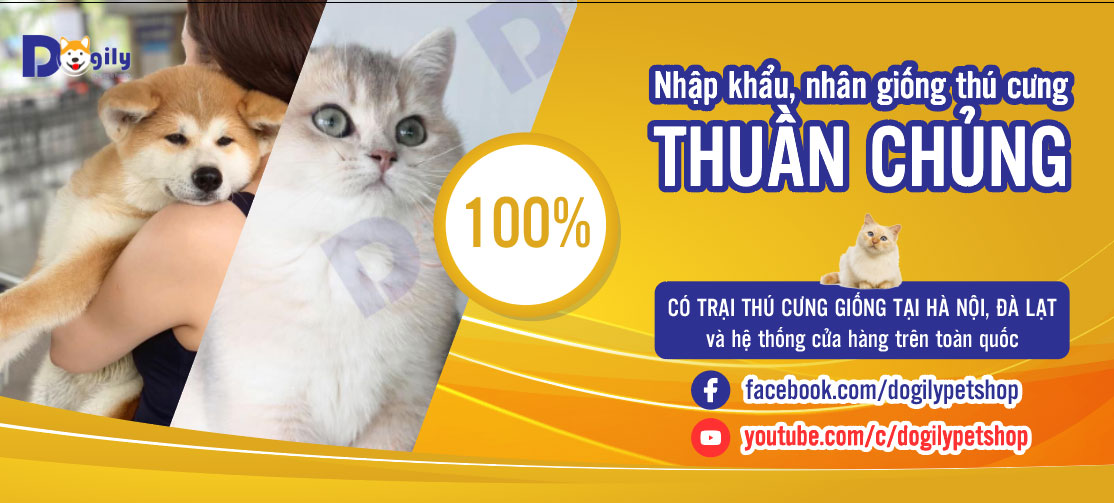 Dogily
Nhập khẩu, nhân giống thú cưng
THUẦN CHỦNG
100%
CÓ TRẠI THÚ CƯNG GIỐNG TẠI HÀ NỘI, ĐÀ LẠT
và hệ thống cửa hàng trên toàn quốc
facebook.com/dogilypetshop
youtube.com/c/dogilypetshop